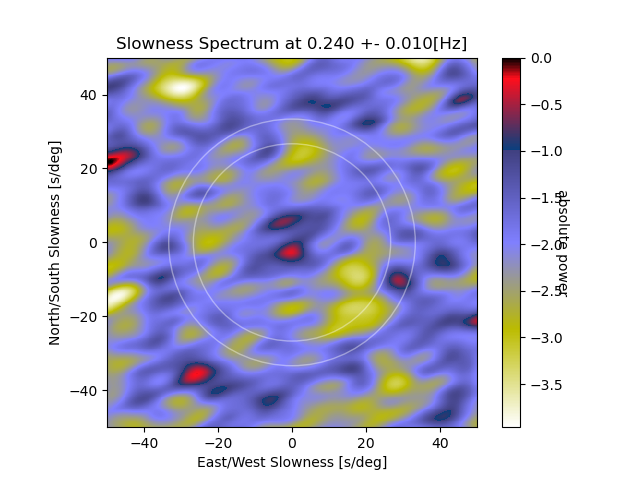 Slowness Spectrum at 0.240 +- 0.010[Hz]
North/South Slowness [s/deg]
40
20
0
−20
−40
−40 −20 0 20 40
East/West Slowness [s/deg]
0.0
−0.5
−1.0
−1.5
−2.0
−2.5
−3.0
−3.5
absolute power